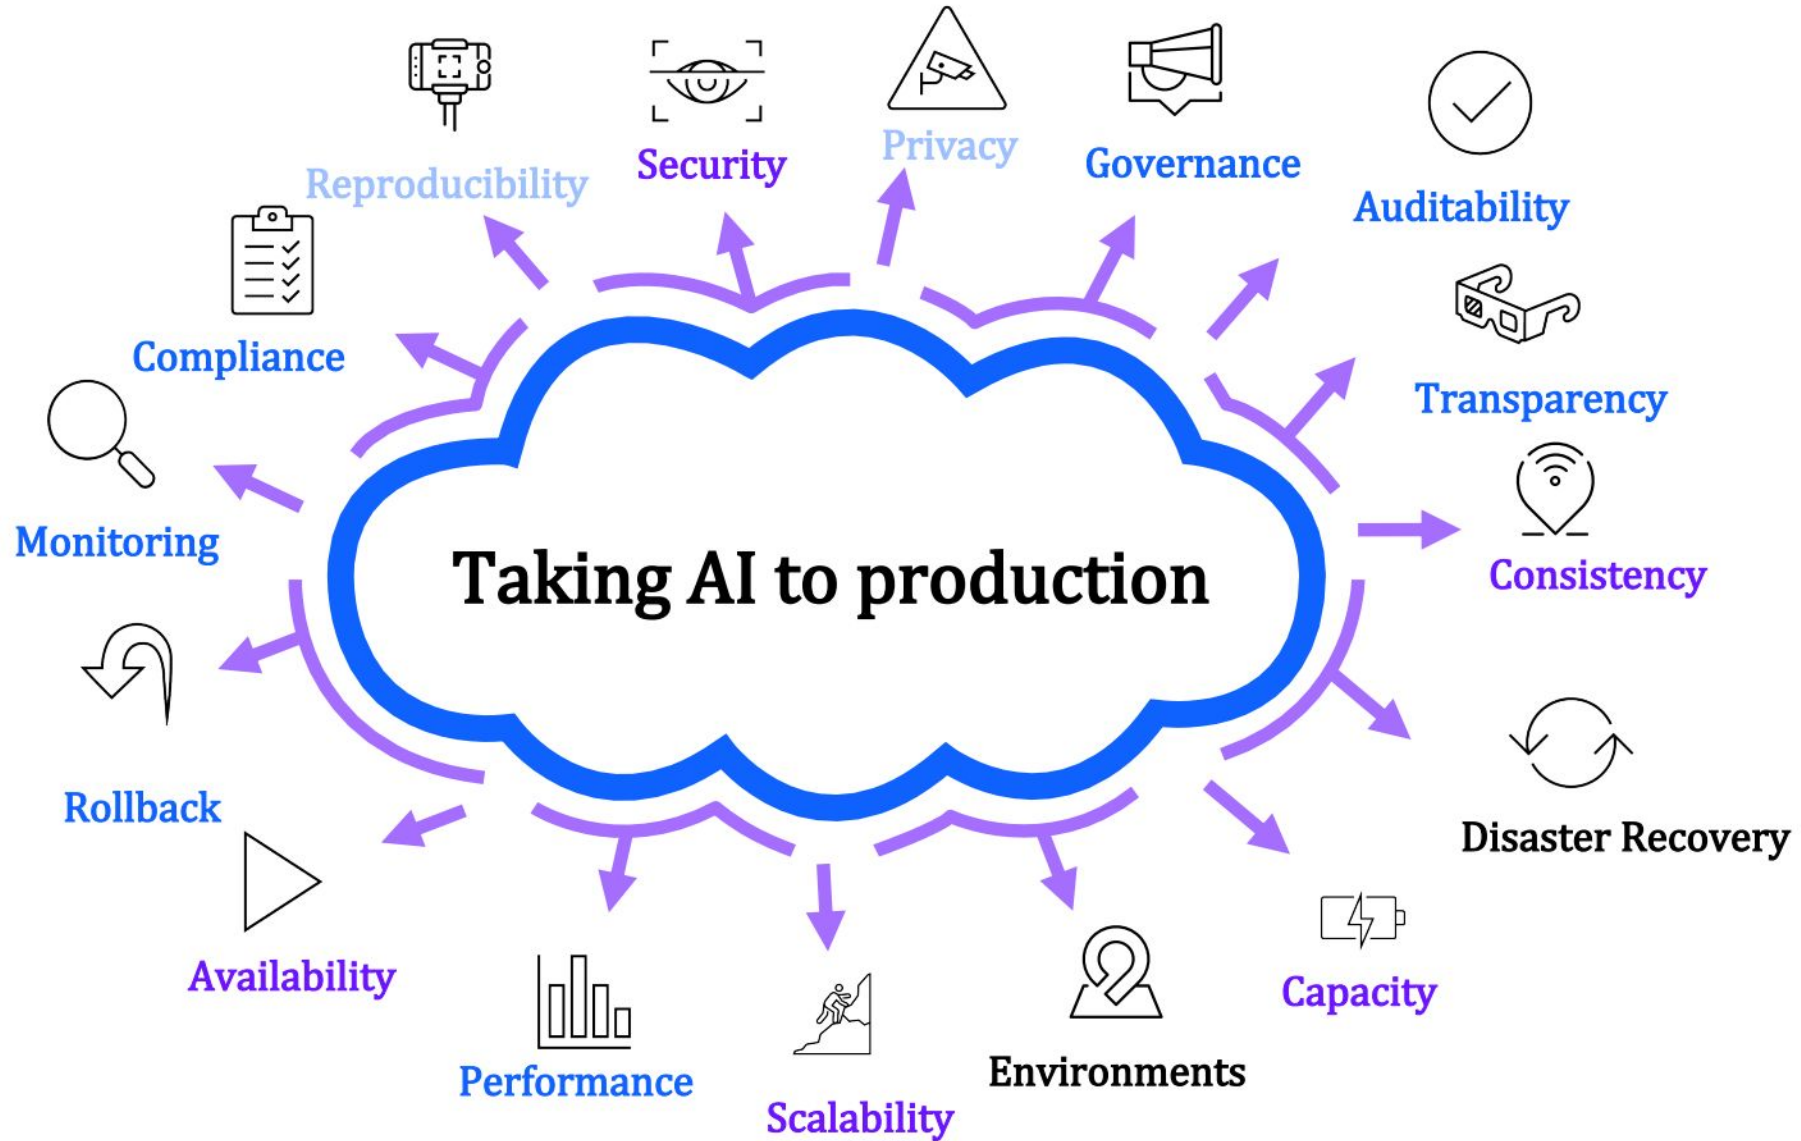 Privacy
Security
Governance
Reproducibility
Auditability
Compliance
Transparency
Monitoring
Taking AI to production
Consistency
Rollback
Disaster Recovery
Availability
Capacity
Performance
Environments
Scalability